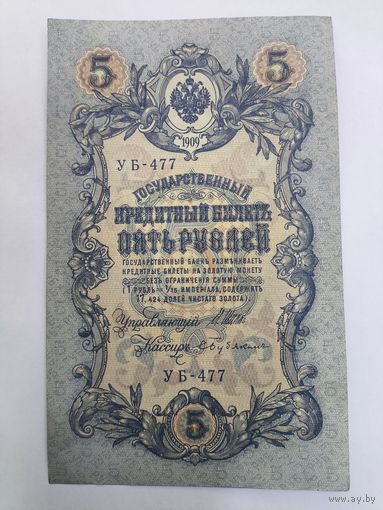 5 5
1909
УБ-477
ГОСУДАРСТВЕННЫЙ
КРЕДИТНЫЙ БИЛЕТЪ
ПЯТЬ РУБЛЕЙ
ГОСУДАРСТВЕННЫЙ БАНКЪ РАЗМѢНИВАЕТЪ
КРЕДИТНЫЕ БИЛЕТЫ НА ЗОЛОТУЮ МОНЕТУ
БЕЗЪ ОГРАНИЧЕНІЯ СУММЫ
(1 РУБЛЬ = 1/15 ИМПЕРІАЛА, СОДЕРЖИТЪ
17,424 ДОЛЕЙ ЧИСТАГО ЗОЛОТА).
Управляющій
Кассиръ
УБ-477
5
www.ay.by